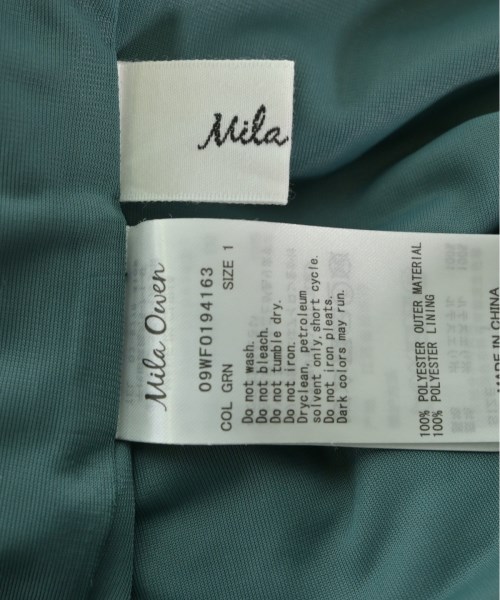 Mila
Mila Owen
09WF0194163
COL GRN SIZE 1
Do not wash.
Do not bleach.
Do not tumble dry.
Do not iron.
Dryclean, petroleum
solvent only, short cycle.
Do not iron pleats.
Dark colors may run.
100% POLYESTER OUTER MATERIAL
100% POLYESTER LINING
MADE IN CHINA